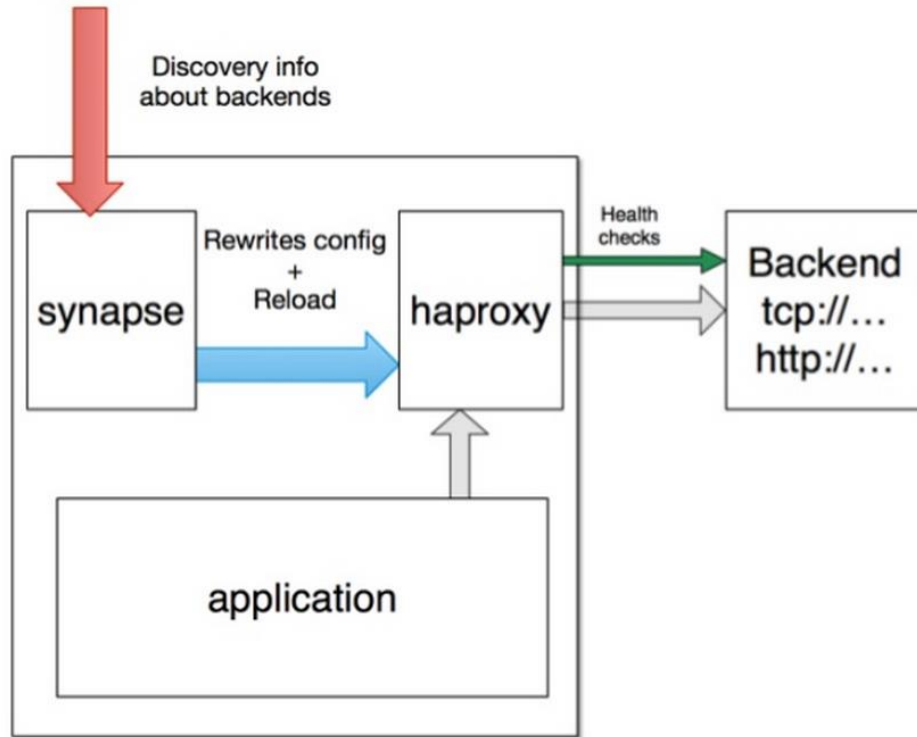 Discovery info
about backends
Rewrites config
+
Reload
synapse
haproxy
Health
checks
Backend
tcp://...
http://...
application